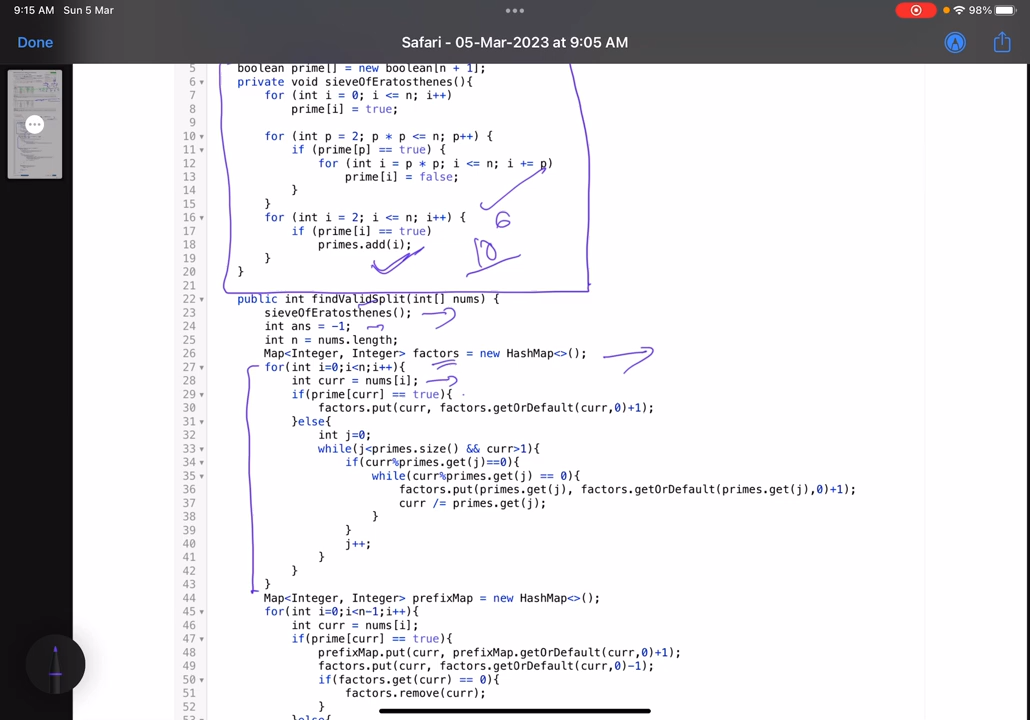 9:15 AM Sun 5 Mar
98%
Done
Safari - 05-Mar-2023 at 9:05 AM
5 boolean prime[] = new boolean[n + 1];
6 private void sieveOfEratosthenes(){
7 for (int i = 0; i <= n; i++)
8 prime[i] = true;
9
10 for (int p = 2; p * p <= n; p++) {
11 if (prime[p] == true) {
12 for (int i = p * p; i <= n; i += p)
13 prime[i] = false;
14 }
15 }
16 for (int i = 2; i <= n; i++) {
6
17 if (prime[i] == true)
18 primes.add(i);
10
19 }
20 }
21
22 public int findValidSplit(int[] nums) {
23 sieveOfEratosthenes();
24 int ans = -1;
25 int n = nums.length;
26 Map<Integer, Integer> factors = new HashMap<>();
27 for(int i=0;i<n;i++){
28 int curr = nums[i];
29 if(prime[curr] == true){
30 factors.put(curr, factors.getOrDefault(curr,0)+1);
31 }else{
32 int j=0;
33 while(j<primes.size() && curr>1){
34 if(curr%primes.get(j)==0){
35 while(curr%primes.get(j) == 0){
36 factors.put(primes.get(j), factors.getOrDefault(primes.get(j),0)+1);
37 curr /= primes.get(j);
38 }
39 }
40 j++;
41 }
42 }
43 }
44 Map<Integer, Integer> prefixMap = new HashMap<>();
45 for(int i=0;i<n-1;i++){
46 int curr = nums[i];
47 if(prime[curr] == true){
48 prefixMap.put(curr, prefixMap.getOrDefault(curr,0)+1);
49 factors.put(curr, factors.getOrDefault(curr,0)-1);
50 if(factors.get(curr) == 0){
51 factors.remove(curr);
52 }
53 }else{